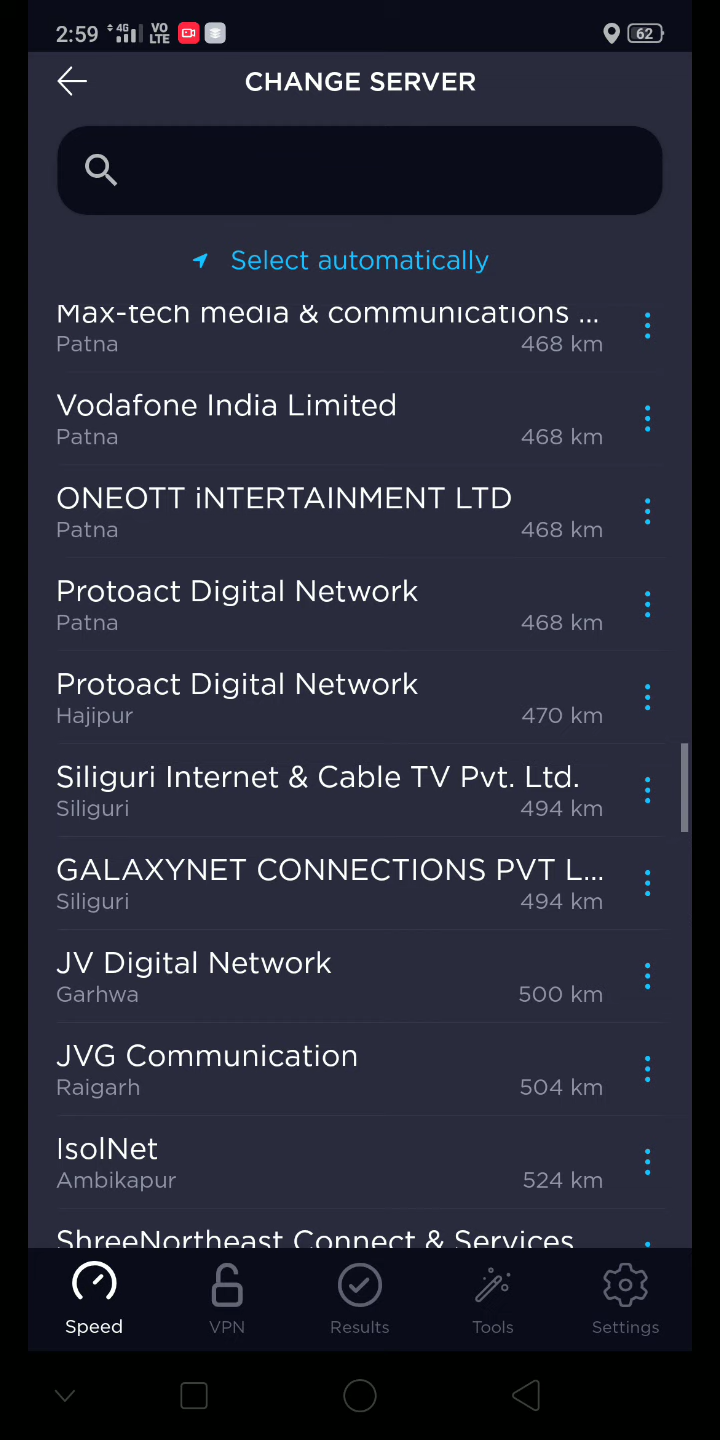 2:59 4G VO LTE 62
CHANGE SERVER
Select automatically
Max-tech media & communications ...
Patna 468 km
Vodafone India Limited
Patna 468 km
ONEOTT iNTERTAINMENT LTD
Patna 468 km
Protoact Digital Network
Patna 468 km
Protoact Digital Network
Hajipur 470 km
Siliguri Internet & Cable TV Pvt. Ltd.
Siliguri 494 km
GALAXYNET CONNECTIONS PVT L...
Siliguri 494 km
JV Digital Network
Garhwa 500 km
JVG Communication
Raigarh 504 km
IsolNet
Ambikapur 524 km
ShreeNortheast Connect & Services
Speed VPN Results Tools Settings